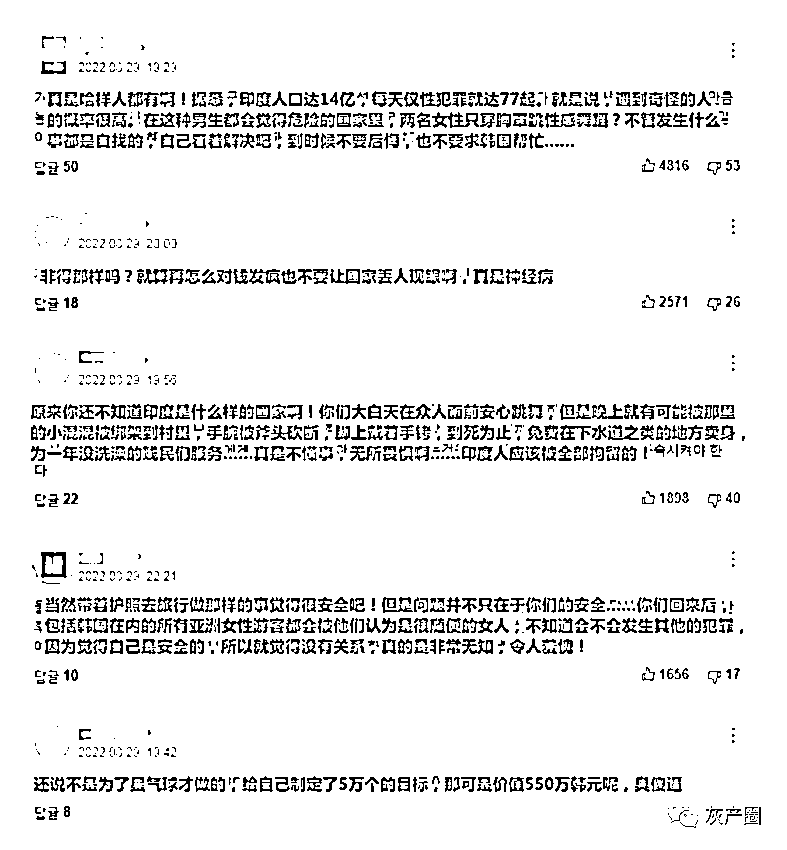 2022.08.29 19:29
真是啥样人都有啊！据悉 印度人口达14亿 每天仅性犯罪就达77起 就是说 遇到奇怪的人
的概率很高 在这种男生都会觉得危险的国家里 两名女性只穿胸罩跳性感舞蹈？不管发生什么
事都是自找的 自己看着解决吧 到时候不要后悔 也不要求韩国帮忙......
답글 50
4816 53
2022.08.29 20:09
非得那样吗？就算再怎么对钱发疯也不要让国家丢人现眼啊 真是神经病
답글 18
2571 26
2022.08.29 19:56
原来你还不知道印度是什么样的国家啊！你们大白天在众人面前安心跳舞 但是晚上就有可能被那里
的小混混被绑架到村里 手腕被斧头砍断 脚上戴着手铐 到死为止 免费在下水道之类的地方卖身，
为一年没洗澡的贱民们服务 真是不懂事 无所畏惧啊 印度人应该被全部拘留的！
다
답글 22
1898 40
2022.08.29 22:21
当然带着护照去旅行做那样的事觉得很安全吧！但是问题并不只在于你们的安全......你们回来后
包括韩国在内的所有亚洲女性游客都会被他们认为是很随便的女人 不知道会不会发生其他的犯罪，
因为觉得自己是安全的 所以就觉得没有关系 真的是非常无知 令人
답글 10
1656 17
2022.08.29 19:42
还说不是为了星气球才做的 给自己制定了5万个的目标 那可是价值550万韩元呢，真
답글 8
灰产圈